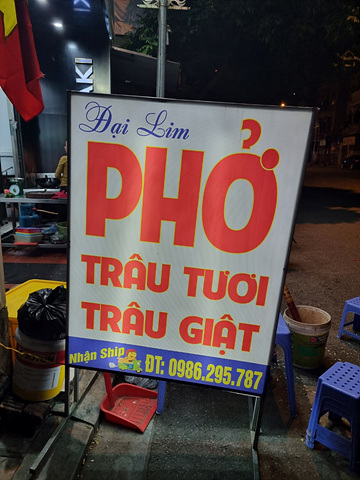 Đại Lim
PHỞ
TRÂU TƯƠI
TRÂU GIẬT
Nhận Ship ĐT: 0986.295.787